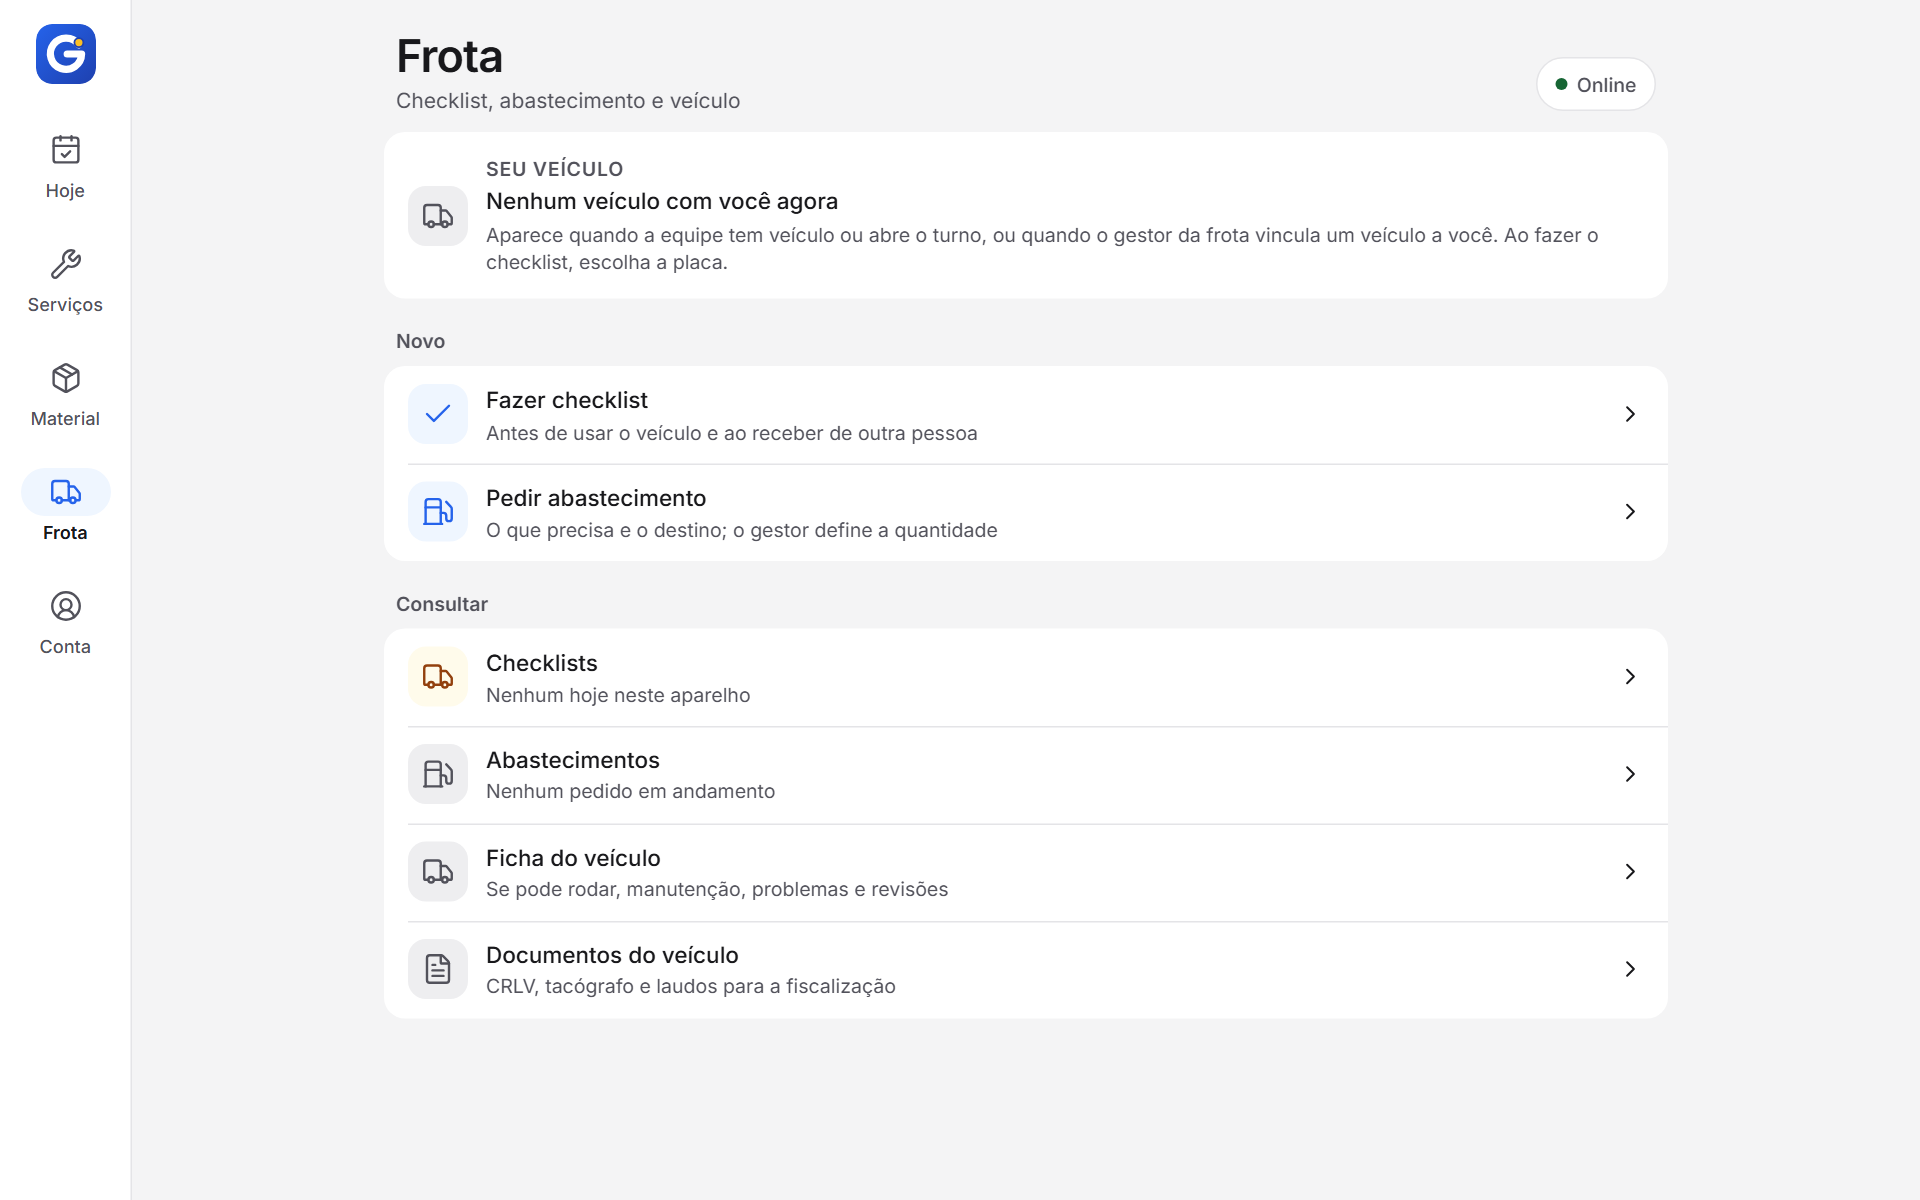 Hoje
Serviços
Material
Frota
Conta
Frota
Checklist, abastecimento e veículo
Online
SEU VEÍCULO
Nenhum veículo com você agora
Aparece quando a equipe tem veículo ou abre o turno, ou quando o gestor da frota vincula um veículo a você. Ao fazer o
checklist, escolha a placa.
Novo
Fazer checklist
Antes de usar o veículo e ao receber de outra pessoa
Pedir abastecimento
O que precisa e o destino; o gestor define a quantidade
Consultar
Checklists
Nenhum hoje neste aparelho
Abastecimentos
Nenhum pedido em andamento
Ficha do veículo
Se pode rodar, manutenção, problemas e revisões
Documentos do veículo
CRLV, tacógrafo e laudos para a fiscalização